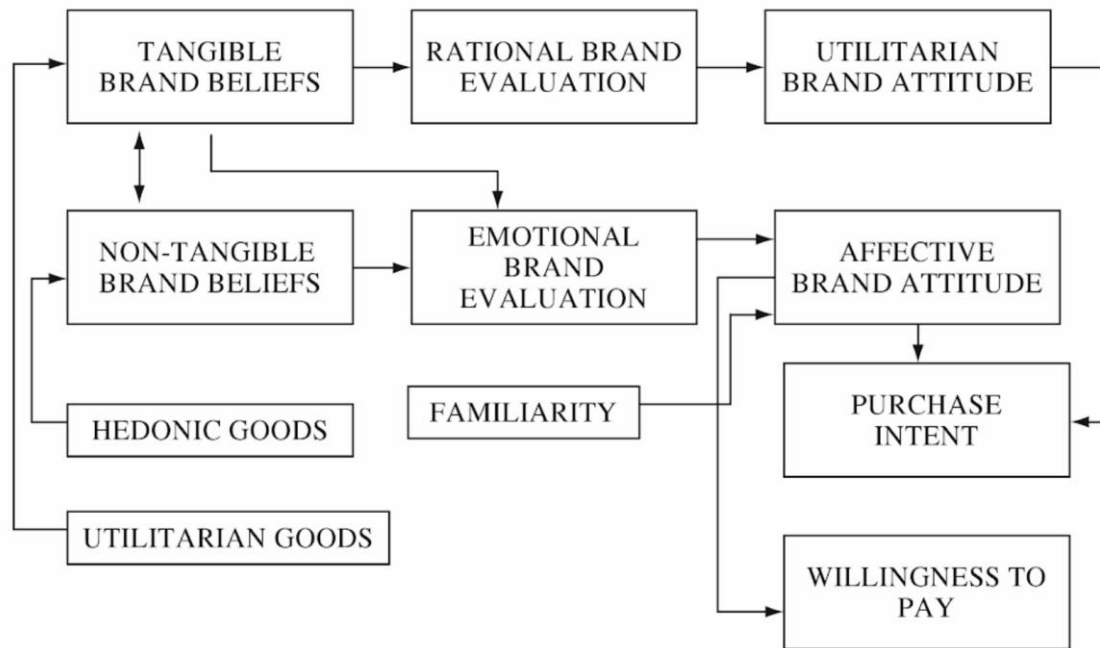 TANGIBLE
BRAND BELIEFS
RATIONAL BRAND
EVALUATION
UTILITARIAN
BRAND ATTITUDE
NON-TANGIBLE
BRAND BELIEFS
EMOTIONAL
BRAND
EVALUATION
AFFECTIVE
BRAND ATTITUDE
HEDONIC GOODS
FAMILIARITY
PURCHASE
INTENT
UTILITARIAN GOODS
WILLINGNESS TO
PAY